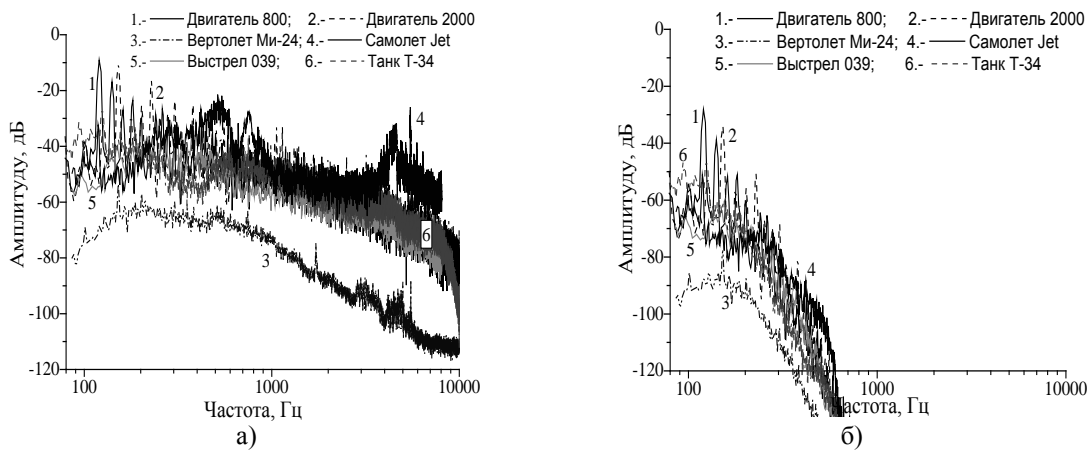 1.- Двигатель 800; 2.- Двигатель 2000
3.- Вертолет Ми-24; 4.- Самолет Jet
5.- Выстрел 039; 6.- Танк Т-34
Амплитуду, дБ
0
-20
-40
-60
-80
-100
-120
1
2
4
5
6
3
100
1000
10000
Частота, Гц
а)
1.- Двигатель 800; 2.- Двигатель 2000
3.- Вертолет Ми-24; 4.- Самолет Jet
5.- Выстрел 039; 6.- Танк Т-34
Амплитуду, дБ
0
-20
-40
-60
-80
-100
-120
1
2
6
5
4
3
100
1000
10000
Частота, Гц
б)